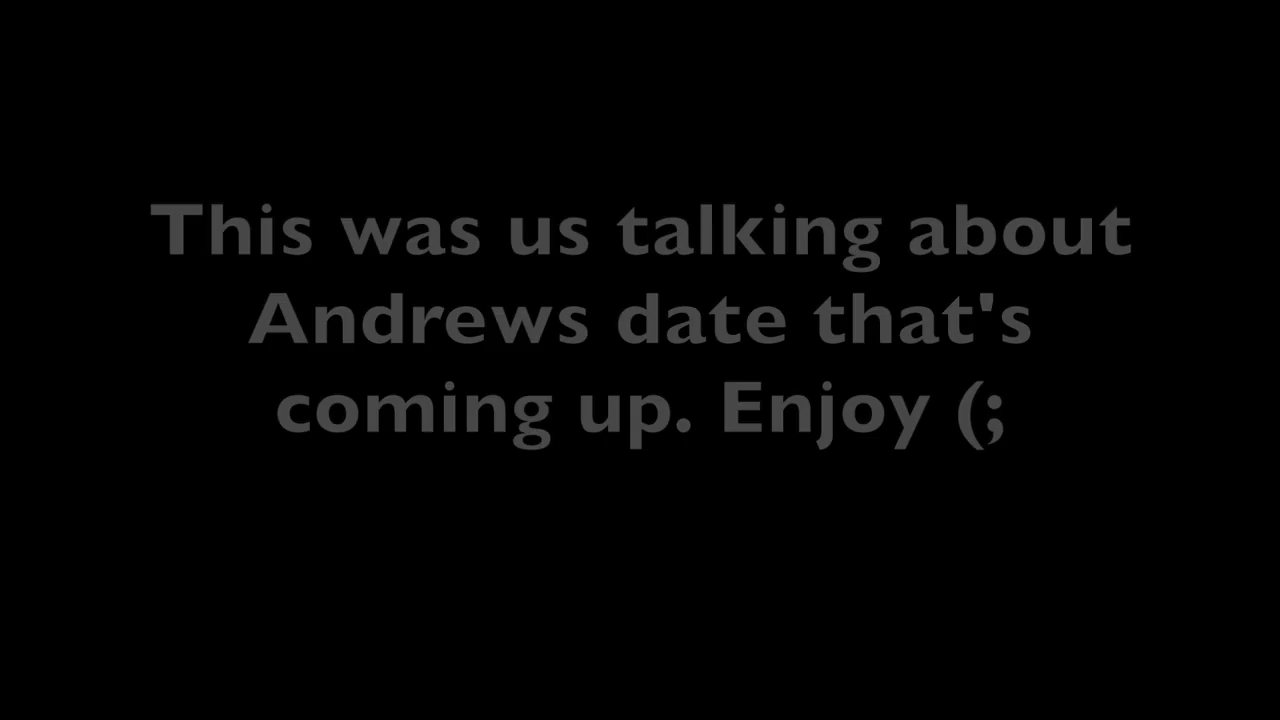 This was us talking about
Andrews date that's
coming up. Enjoy (;